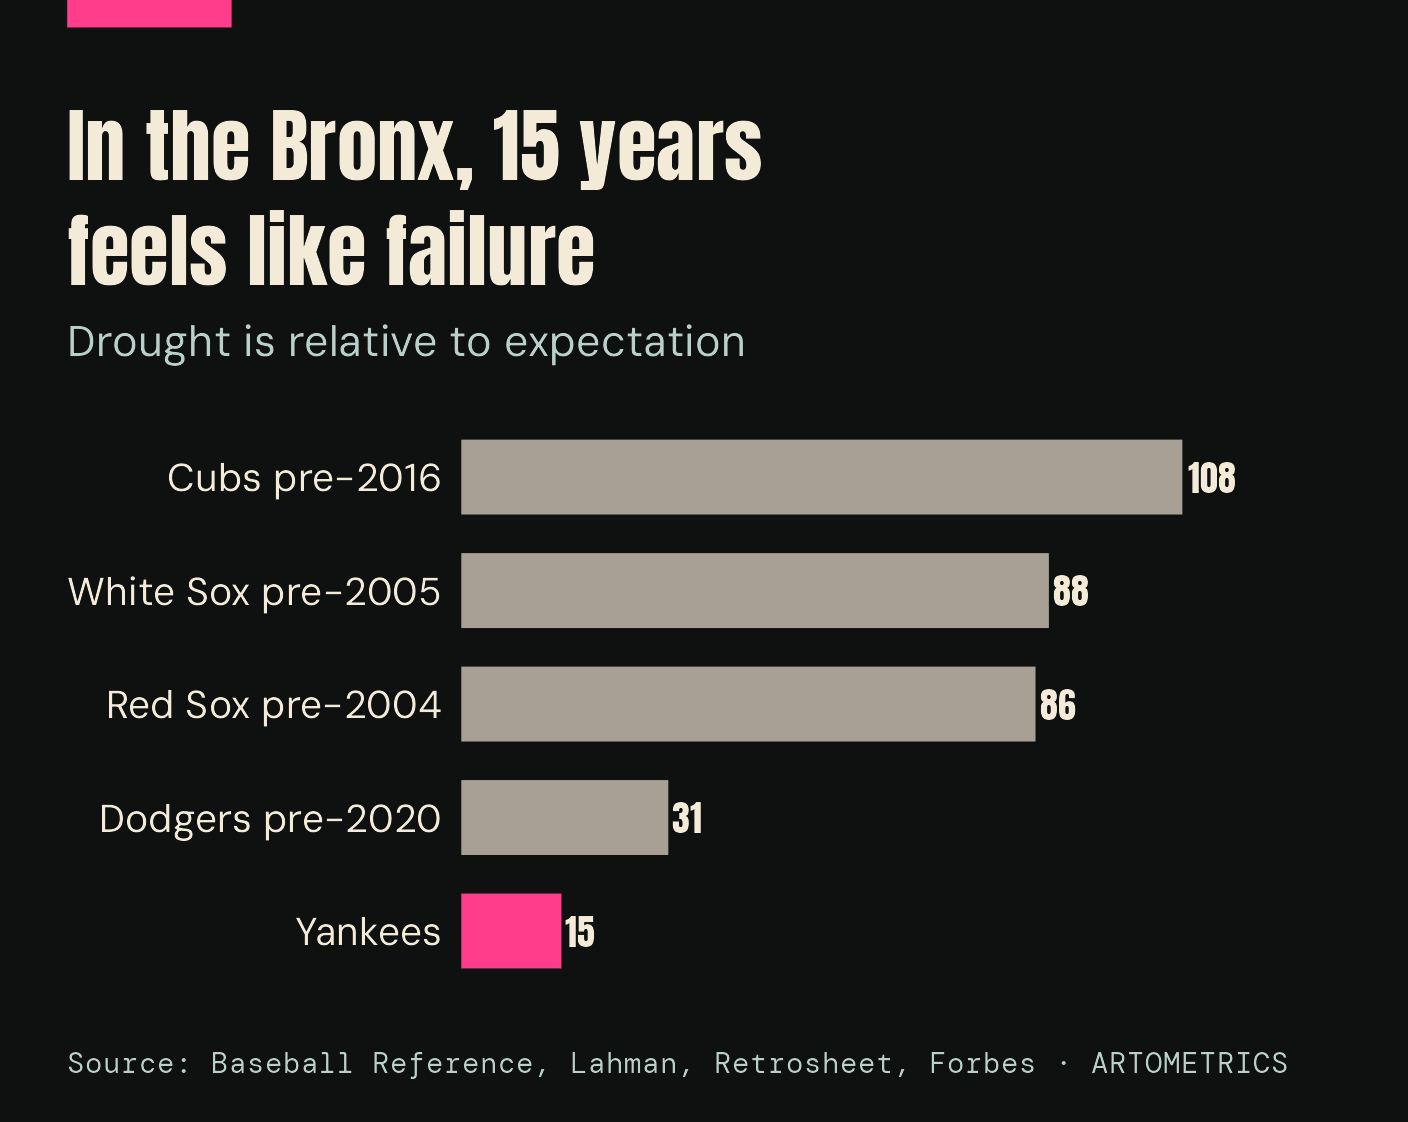 In the Bronx, 15 years
feels like failure
Drought is relative to expectation
Cubs pre-2016 108
White Sox pre-2005 88
Red Sox pre-2004 86
Dodgers pre-2020 31
Yankees 15
Source: Baseball Reference, Lahman, Retrosheet, Forbes · ARTOMETRICS